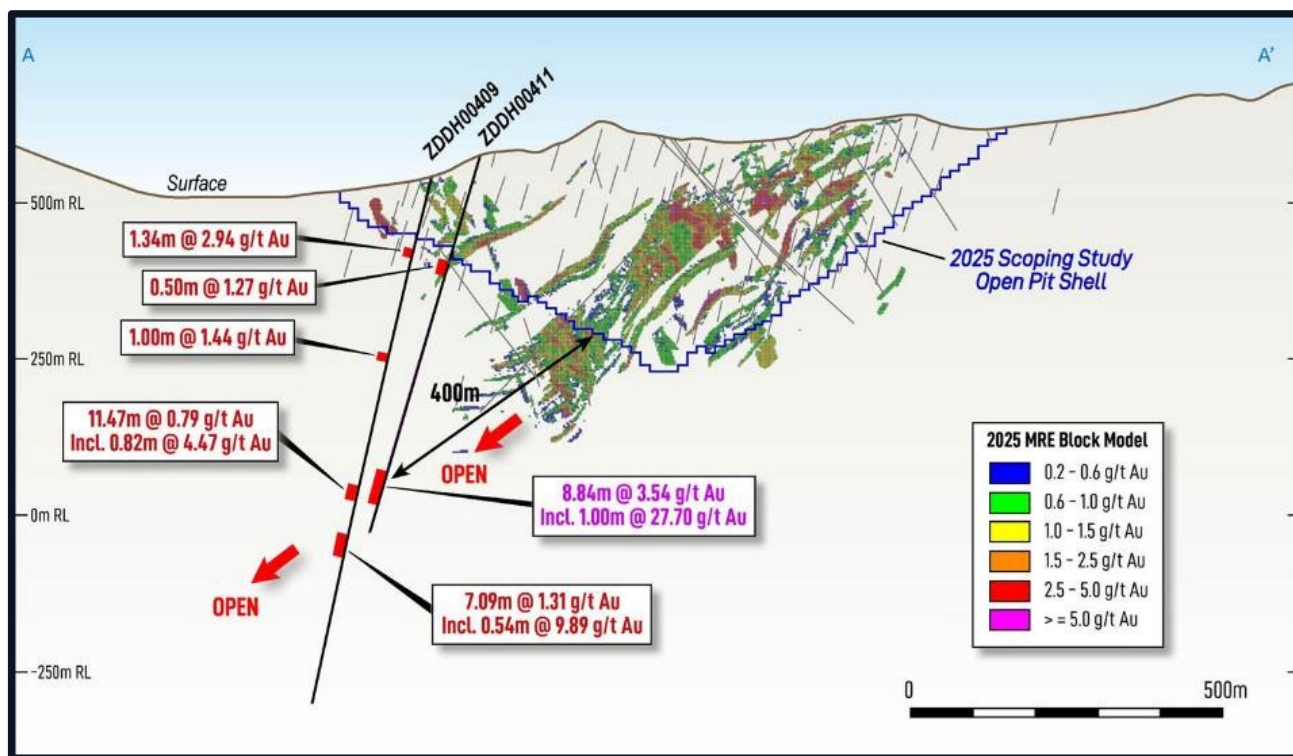 A
A'
ZDDH00409
ZDDH00411
Surface
500m RL
1.34m @ 2.94 g/t Au
0.50m @ 1.27 g/t Au
2025 Scoping Study
Open Pit Shell
1.00m @ 1.44 g/t Au
250m RL
400m
11.47m @ 0.79 g/t Au
Incl. 0.82m @ 4.47 g/t Au
OPEN
8.84m @ 3.54 g/t Au
Incl. 1.00m @ 27.70 g/t Au
0m RL
OPEN
7.09m @ 1.31 g/t Au
Incl. 0.54m @ 9.89 g/t Au
-250m RL
2025 MRE Block Model
0.2 - 0.6 g/t Au
0.6 - 1.0 g/t Au
1.0 - 1.5 g/t Au
1.5 - 2.5 g/t Au
2.5 - 5.0 g/t Au
> = 5.0 g/t Au
0
500m